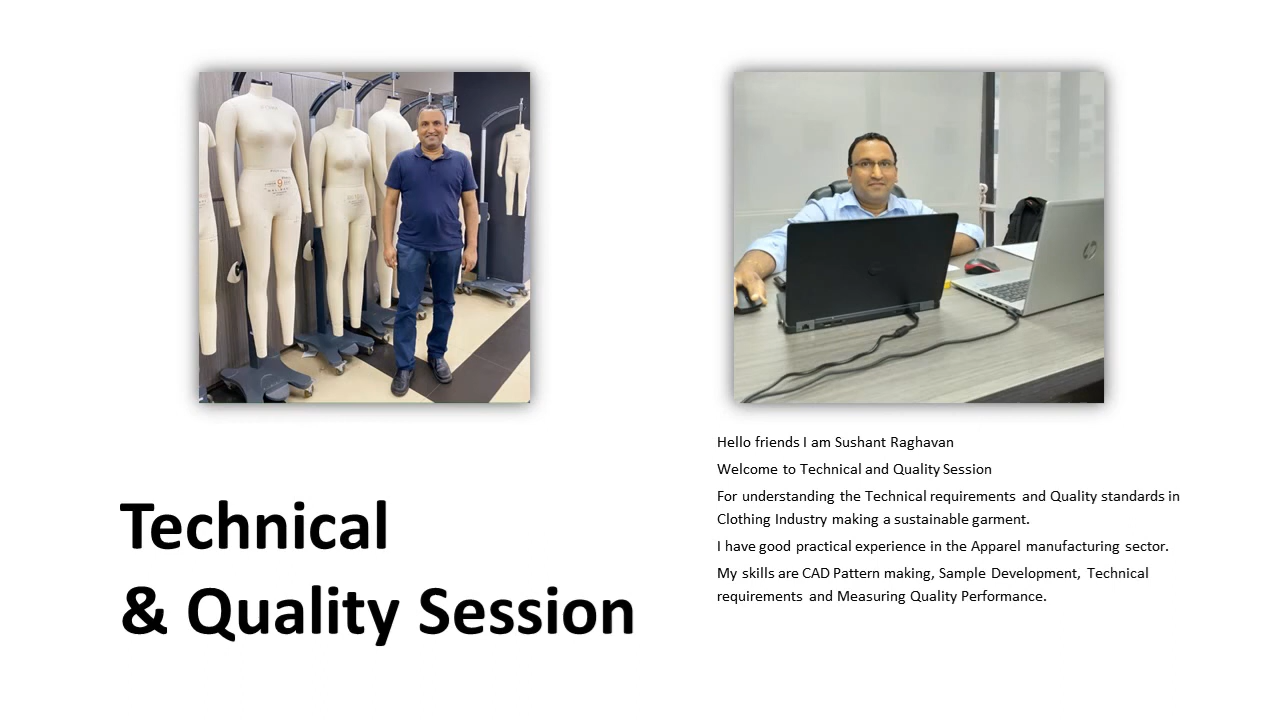 Technical
& Quality Session
Hello friends I am Sushant Raghavan
Welcome to Technical and Quality Session
For understanding the Technical requirements and Quality standards in
Clothing Industry making a sustainable garment.
I have good practical experience in the Apparel manufacturing sector.
My skills are CAD Pattern making, Sample Development, Technical
requirements and Measuring Quality Performance.